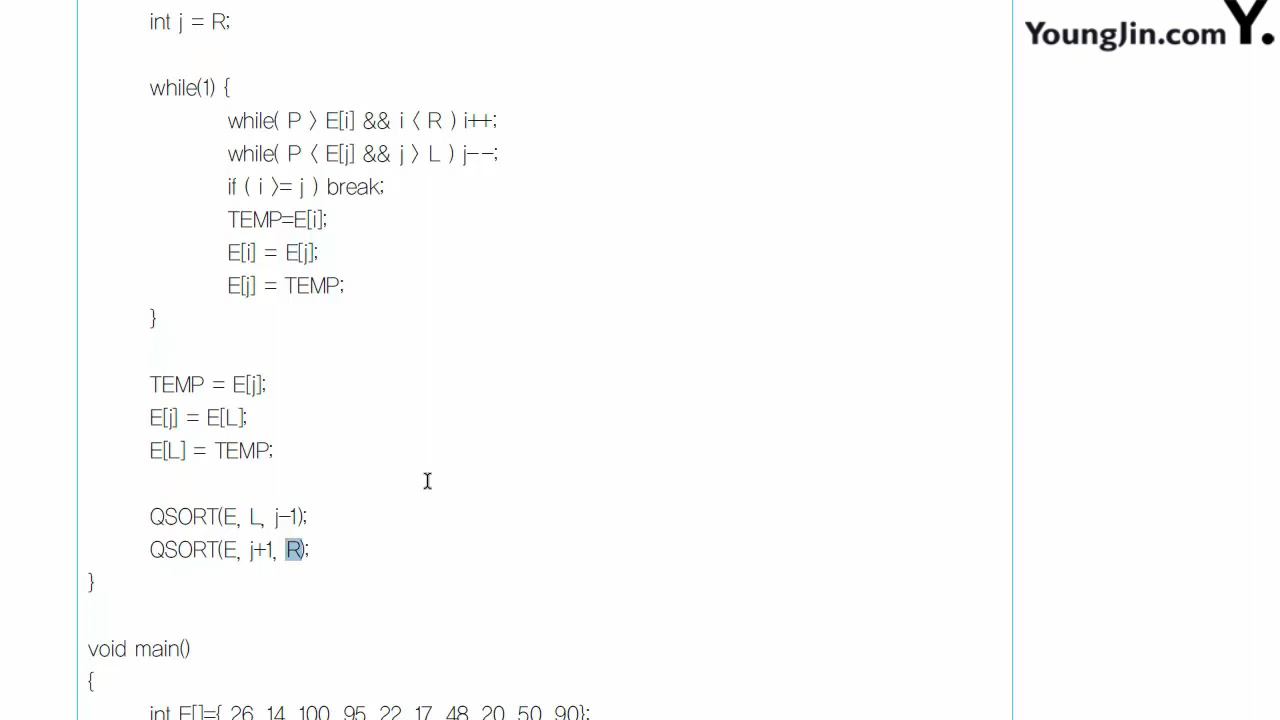 int j = R;
YoungJin.com Y.
while(1) {
while( P > E[i] && i < R ) i++;
while( P < E[j] && j > L ) j--;
if ( i >= j ) break;
TEMP=E[i];
E[i] = E[j];
E[j] = TEMP;
}
TEMP = E[j];
E[j] = E[L];
E[L] = TEMP;
QSORT(E, L, j-1);
QSORT(E, j+1, R);
}
void main()
{
int E[]={ 26, 14, 100, 95, 22, 17, 48, 20, 50, 90};